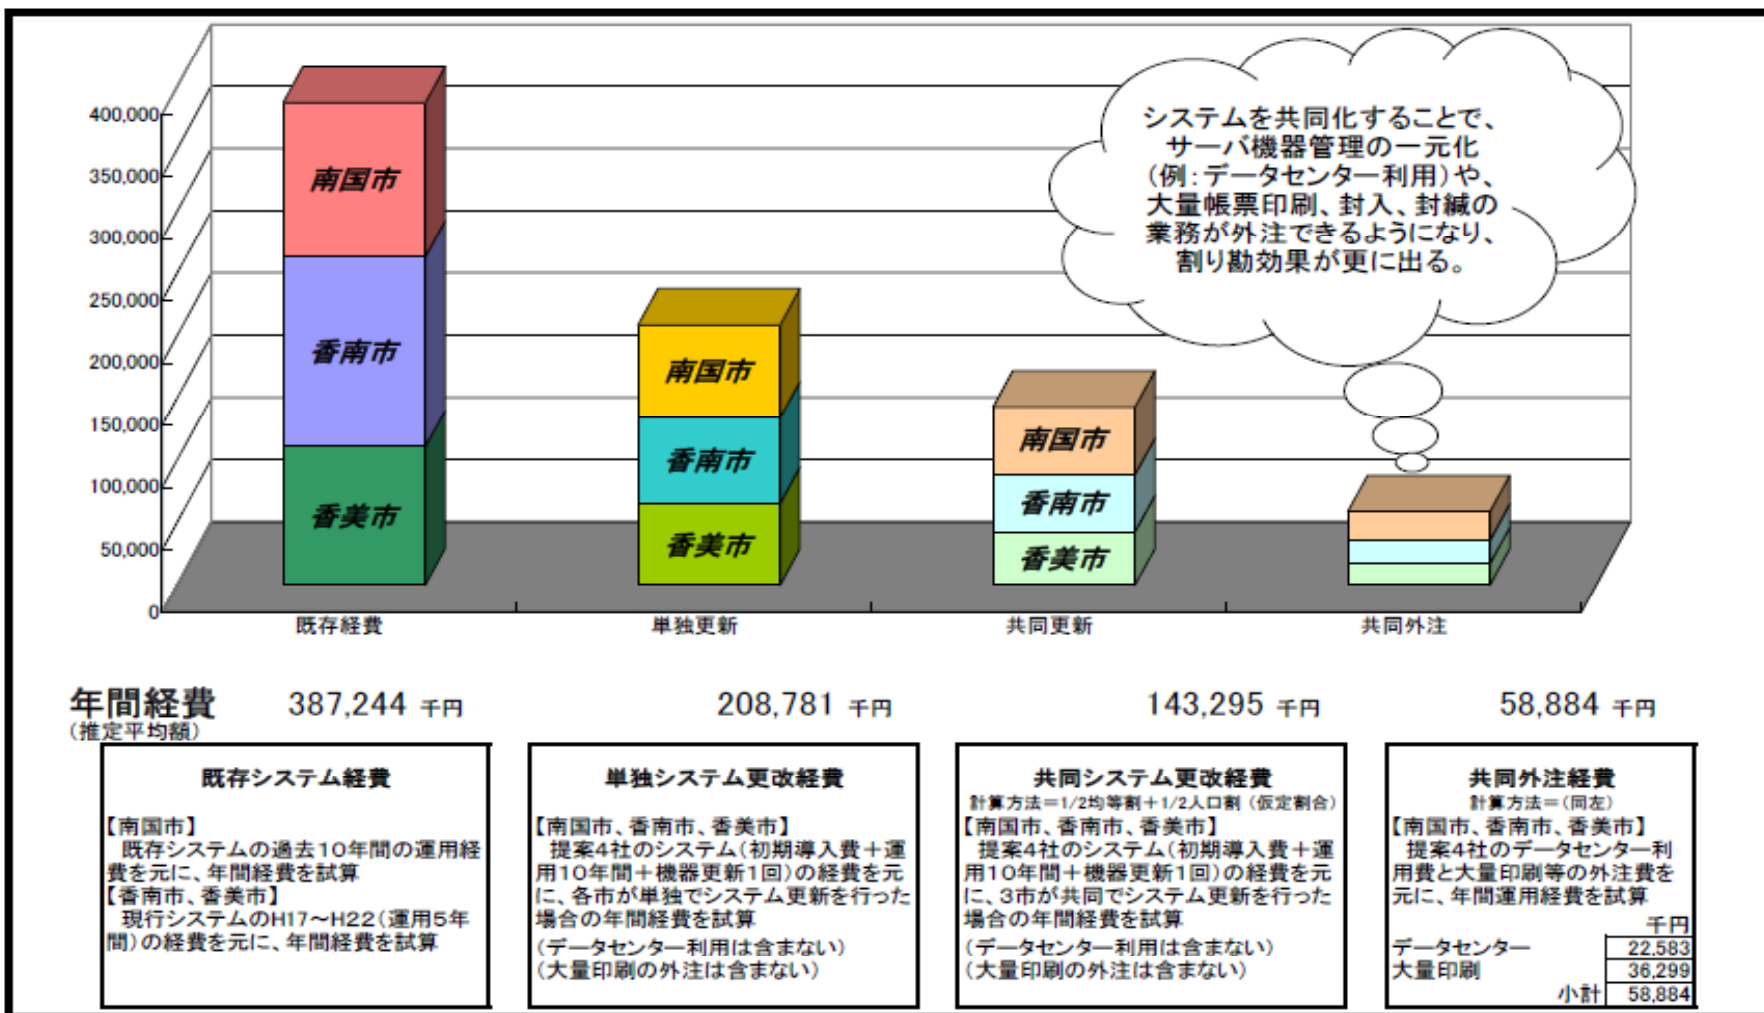 システムを共同化することで、
サーバ機器管理の一元化
(例：データセンター利用)や、
大量帳票印刷、封入、封緘の
業務が外注できるようになり、
割り勘効果が更に出る。
400,000
350,000
300,000
250,000
200,000
150,000
100,000
50,000
0
南国市
香南市
香美市
南国市
香南市
香美市
南国市
香南市
香美市
既存経費
単独更新
共同更新
共同外注
年間経費
(推定平均額)
387,244 千円
208,781 千円
143,295 千円
58,884 千円
既存システム経費
【南国市】
既存システムの過去10年間の運用経
費を元に、年間経費を試算
【香南市、香美市】
現行システムのH17～H22(運用5年
間)の経費を元に、年間経費を試算
単独システム更改経費
【南国市、香南市、香美市】
提案4社のシステム(初期導入費＋運
用10年間＋機器更新1回)の経費を元
に、各市が単独でシステム更新を行った
場合の年間経費を試算
(データセンター利用は含まない)
(大量印刷の外注は含まない)
共同システム更改経費
計算方法＝1/2均等割＋1/2人口割 (仮定割合)
【南国市、香南市、香美市】
提案4社のシステム(初期導入費＋運
用10年間＋機器更新1回)の経費を元
に、3市が共同でシステム更新を行った
場合の年間経費を試算
(データセンター利用は含まない)
(大量印刷の外注は含まない)
共同外注経費
計算方法＝(同左)
【南国市、香南市、香美市】
提案4社のデータセンター利
用費と大量印刷等の外注費を
元に、年間運用経費を試算
千円
データセンター 22,583
大量印刷 36,299
小計 58,884